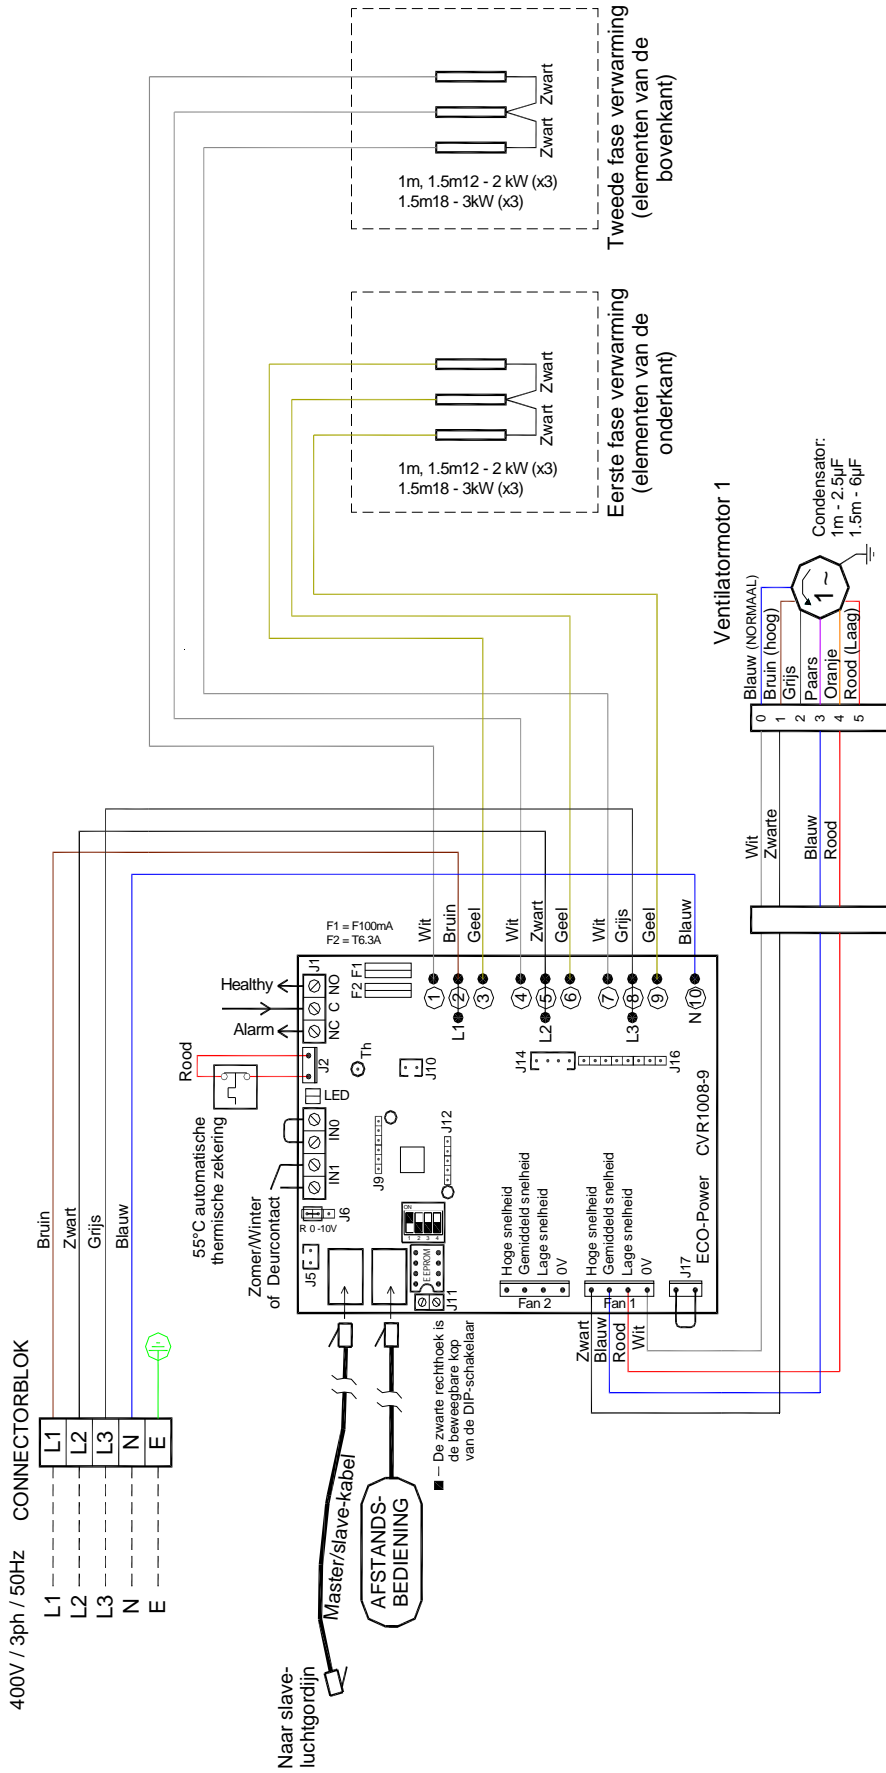 400V / 3ph / 50Hz
CONNECTORBLOK
L1
L2
L3
N
E
L1
L2
L3
N
E
Bruin
Zwart
Grijs
Blauw
Naar slave-
luchtgordijn
Master/slave-kabel
AFSTANDS-
BEDIENING
– De zwarte rechthoek is
de beweegbare kop
van de DIP-schakelaar
55°C automatische
thermische zekering
Rood
Zomer/Winter
of Deurcontact
Healthy
Alarm
NO
C
NC
J1
J2
LED
IN0
IN1
R 0 -10V
J6
J5
F1 = F100mA
F2 = T6.3A
F1
F2
Th
J10
J9
J12
ON
1 2 3 4
EEPROM
J11
J14
J16
1
2
3
4
5
6
7
8
9
N 10
L1
L2
L3
Wit
Bruin
Geel
Wit
Zwart
Geel
Wit
Grijs
Geel
Blauw
Hoge snelheid
Gemiddeld snelheid
Lage snelheid
0V
Fan 2
Hoge snelheid
Gemiddeld snelheid
Lage snelheid
0V
Fan 1
J17
ECO-Power CVR1008-9
Zwart
Blauw
Rood
Wit
Wit
Zwarte
Blauw
Rood
0
1
2
3
4
5
Blauw (NORMAAL)
Bruin (hoog)
Grijs
Paars
Oranje
Rood (Laag)
Ventilatormotor 1
1 ~
Condensator:
1m - 2.5µF
1.5m - 6µF
1m, 1.5m12 - 2 kW (x3)
1.5m18 - 3kW (x3)
Zwart
Zwart
Eerste fase verwarming
(elementen van de
onderkant)
1m, 1.5m12 - 2 kW (x3)
1.5m18 - 3kW (x3)
Zwart
Zwart
Tweede fase verwarming
(elementen van de
bovenkant)